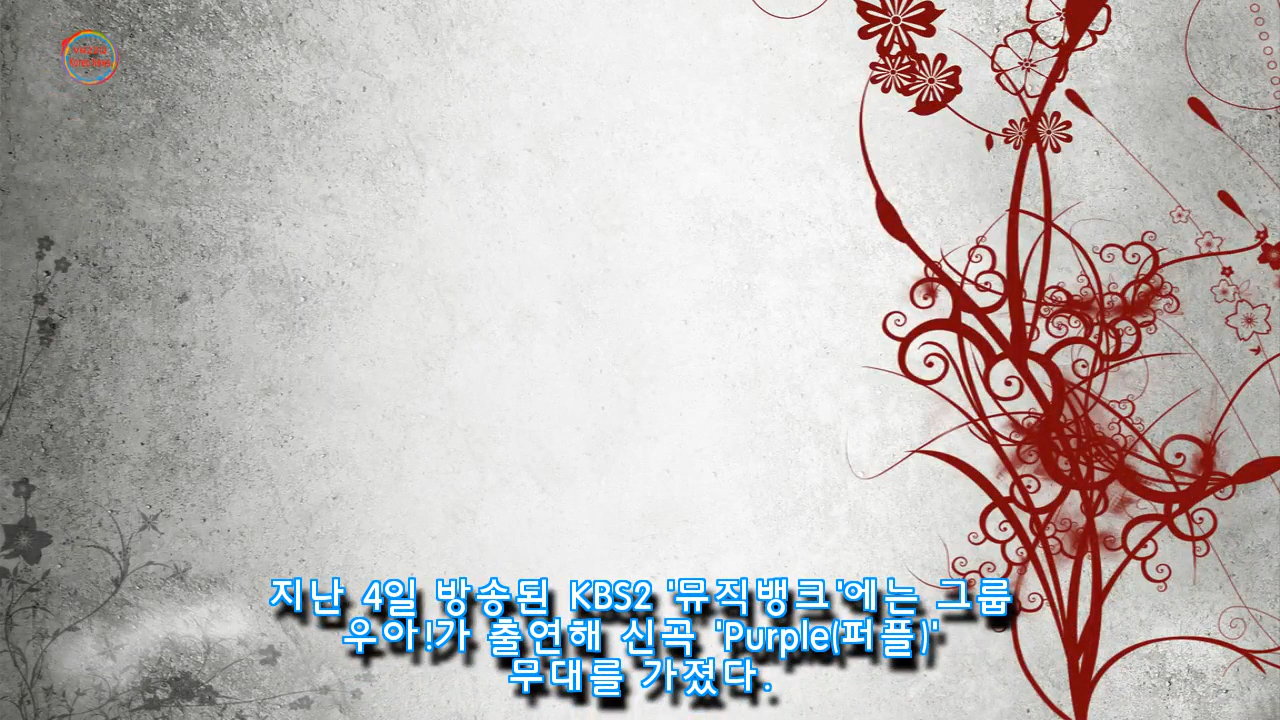 지난 4일 방송된 KBS2 '뮤직뱅크'에는 그룹
우아!가 출연해 신곡 'Purple(퍼플)'
무대를 가졌다.